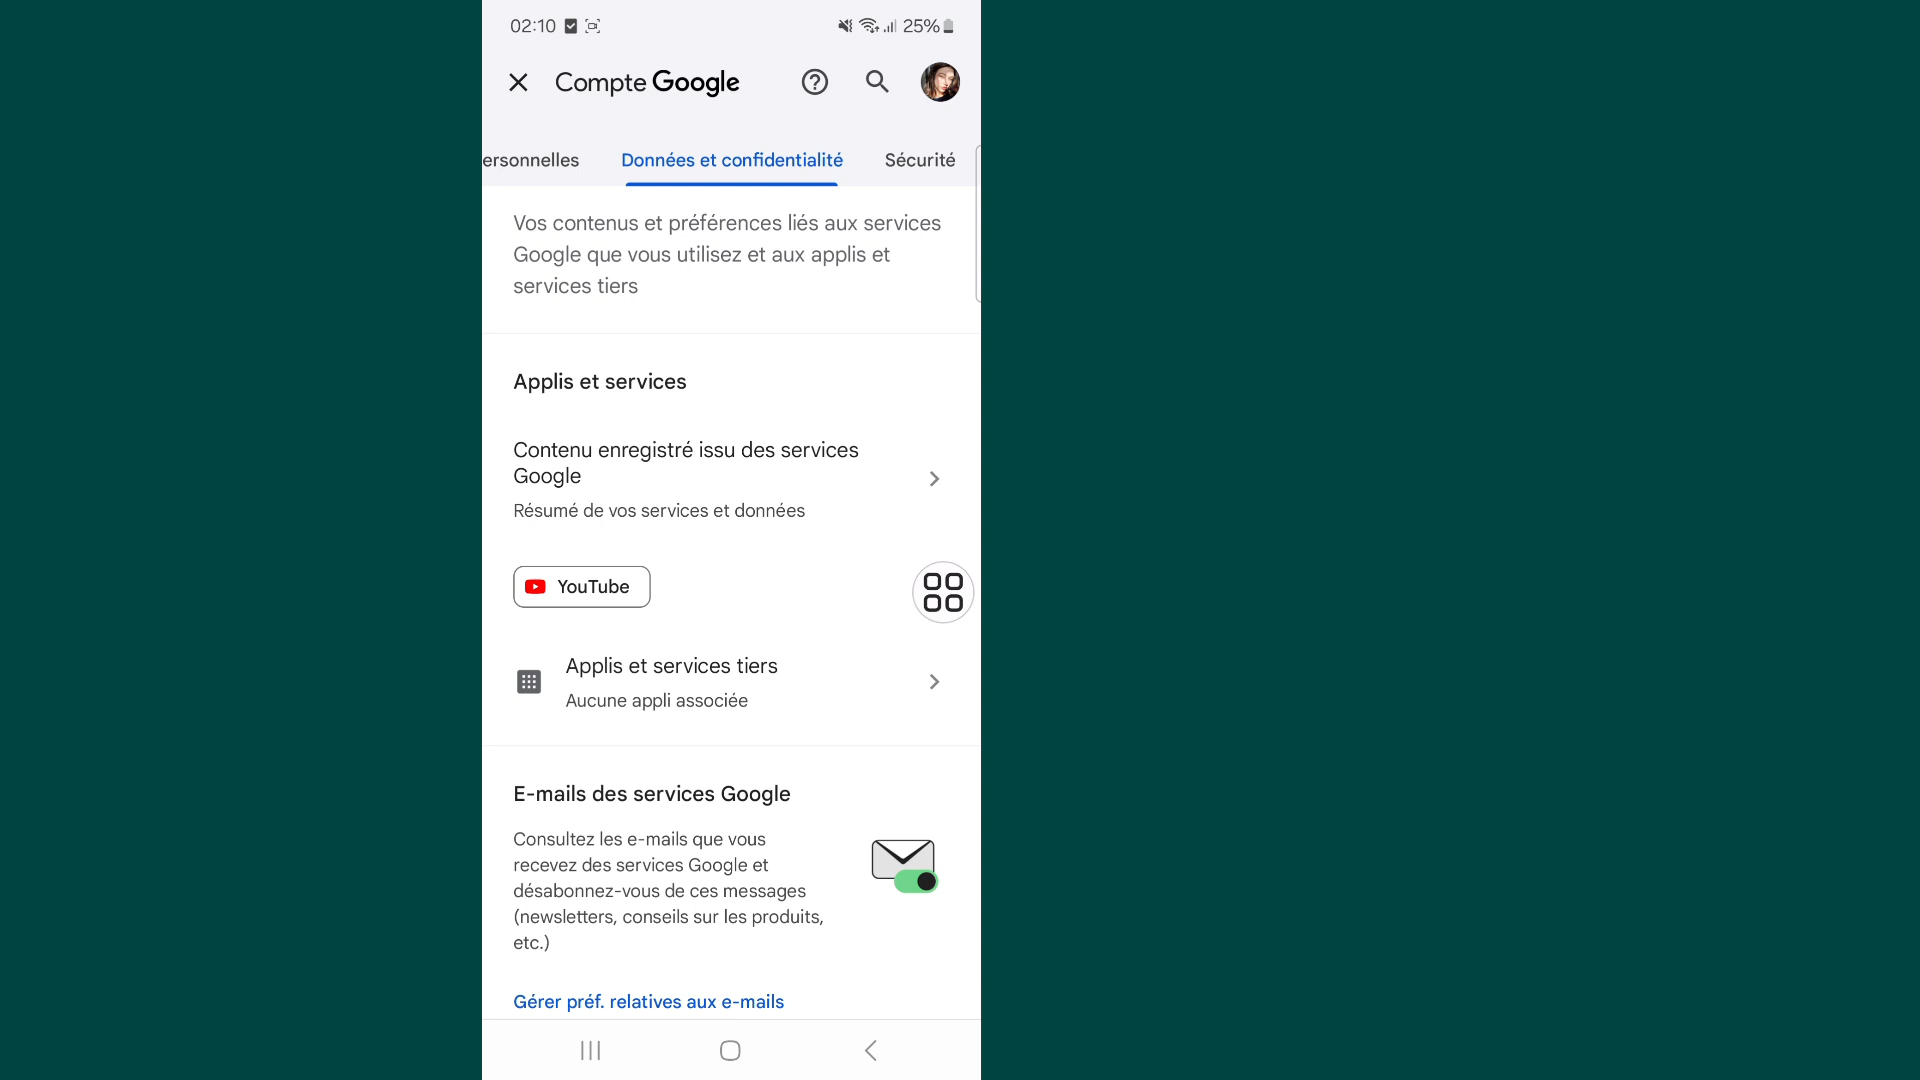 02:10 25%
Compte Google
ersonnelles Données et confidentialité Sécurité
Vos contenus et préférences liés aux services
Google que vous utilisez et aux applis et
services tiers
Applis et services
Contenu enregistré issu des services
Google
Résumé de vos services et données
YouTube
Applis et services tiers
Aucune appli associée
E-mails des services Google
Consultez les e-mails que vous
recevez des services Google et
désabonnez-vous de ces messages
(newsletters, conseils sur les produits,
etc.)
Gérer préf. relatives aux e-mails